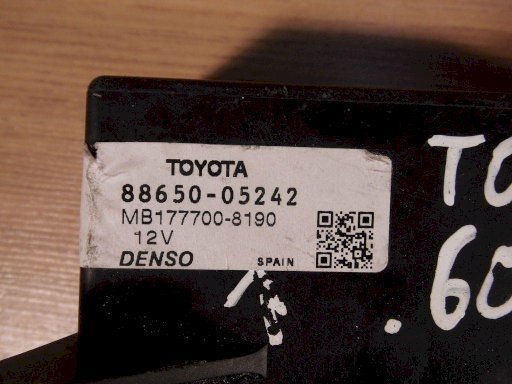 TOYOTA
88650-05242
MB177700-8190
12V
DENSO SPAIN
TO
.60